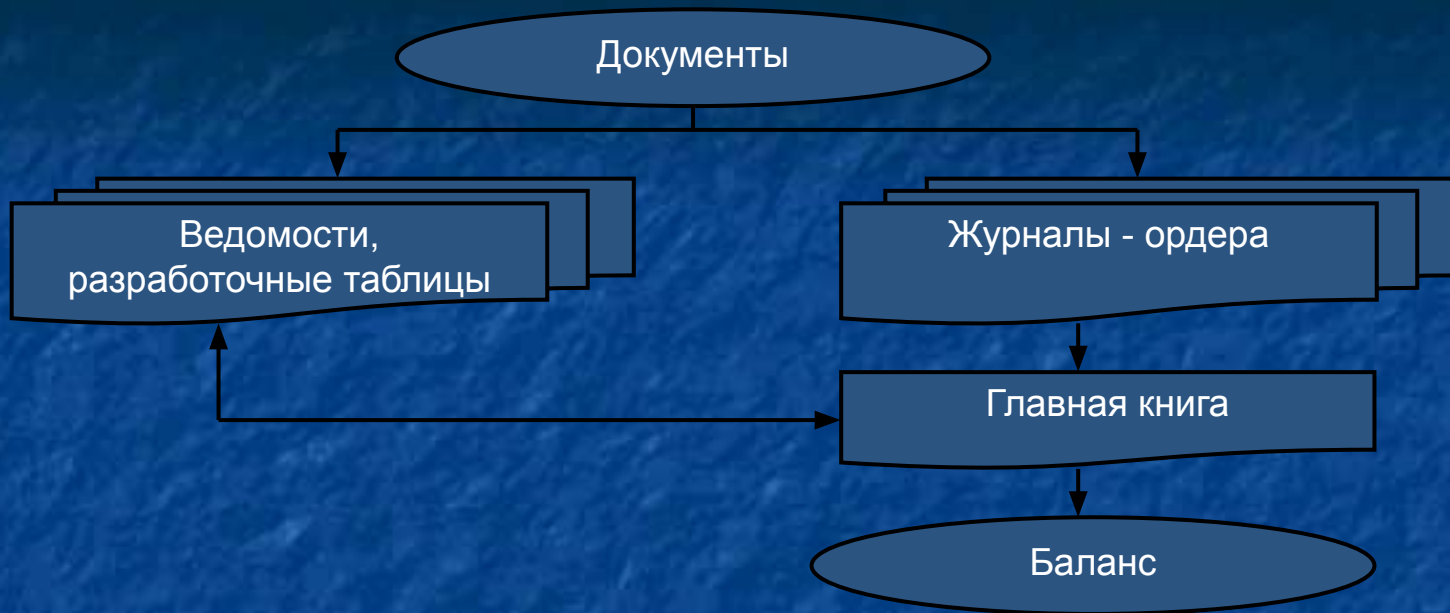 Документы
Ведомости,
разработочные таблицы
Журналы - ордера
Главная книга
Баланс